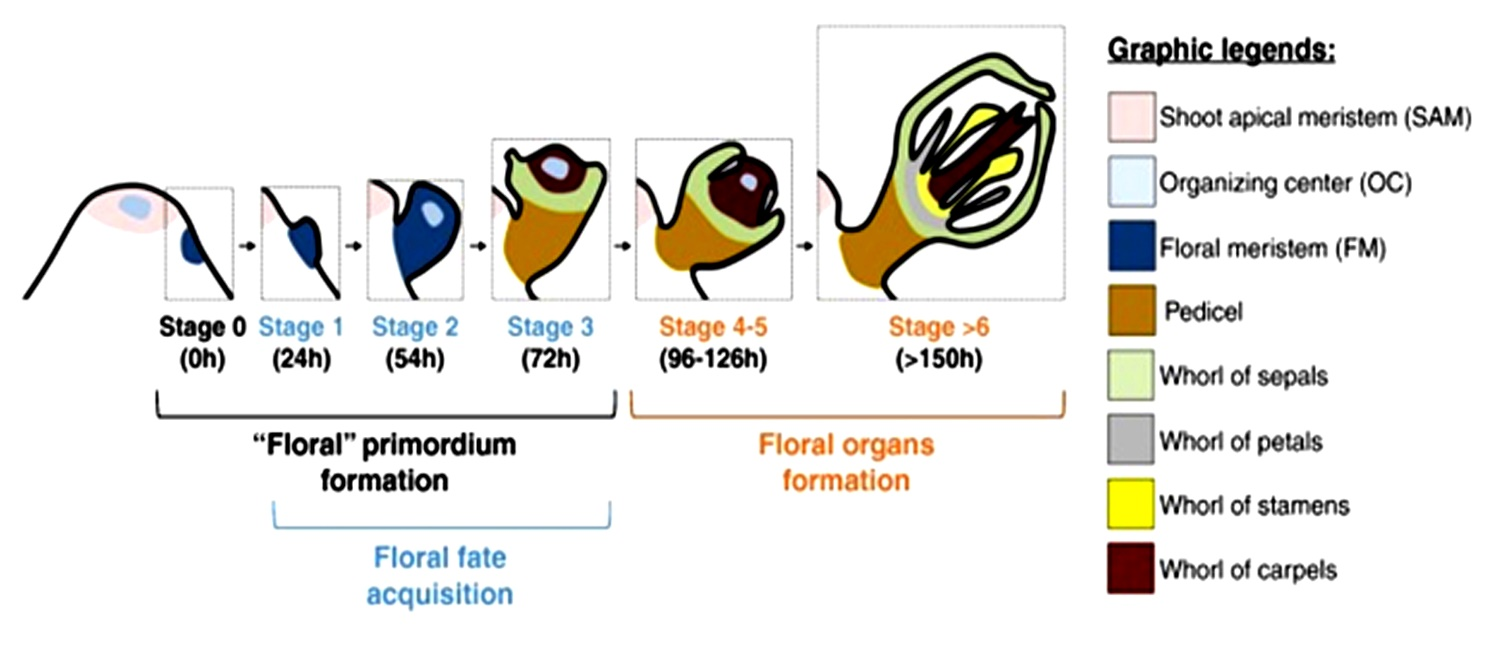 Graphic legends:
Shoot apical meristem (SAM)
Organizing center (OC)
Floral meristem (FM)
Pedicel
Whorl of sepals
Whorl of petals
Whorl of stamens
Whorl of carpels
Stage 0
(0h)
Stage 1
(24h)
Stage 2
(54h)
Stage 3
(72h)
Stage 4-5
(96-126h)
Stage >6
(>150h)
“Floral” primordium
formation
Floral organs
formation
Floral fate
acquisition